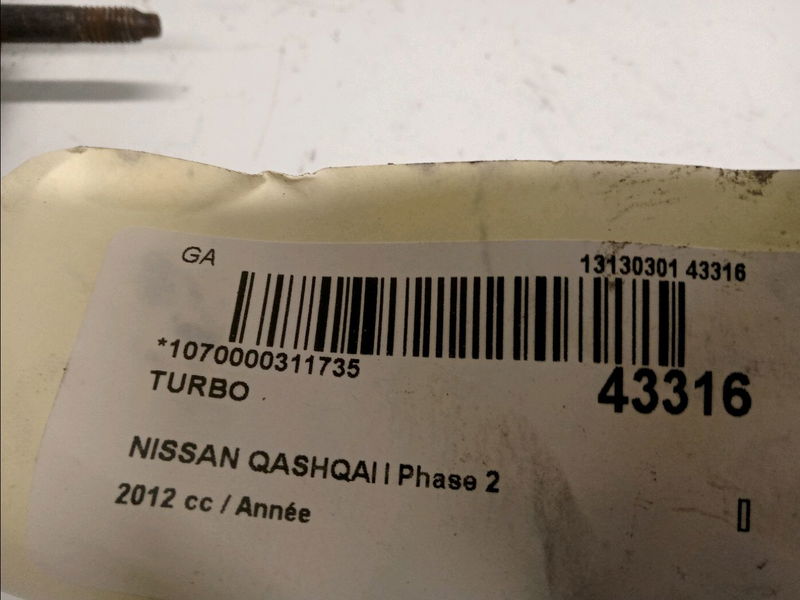 GA
13130301 43316
*1070000311735
43316
TURBO
NISSAN QASHQAI I Phase 2
2012 cc / Année